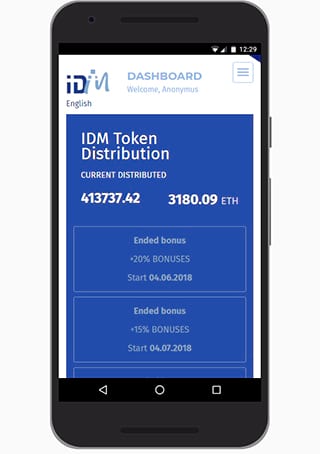 12:29
iDM
DASHBOARD
Welcome, Anonymus
English
IDM Token
Distribution
CURRENT DISTRIBUTED
413737.42 3180.09 ETH
Ended bonus
+20% BONUSES
Start 04.06.2018
Ended bonus
+15% BONUSES
Start 04.07.2018